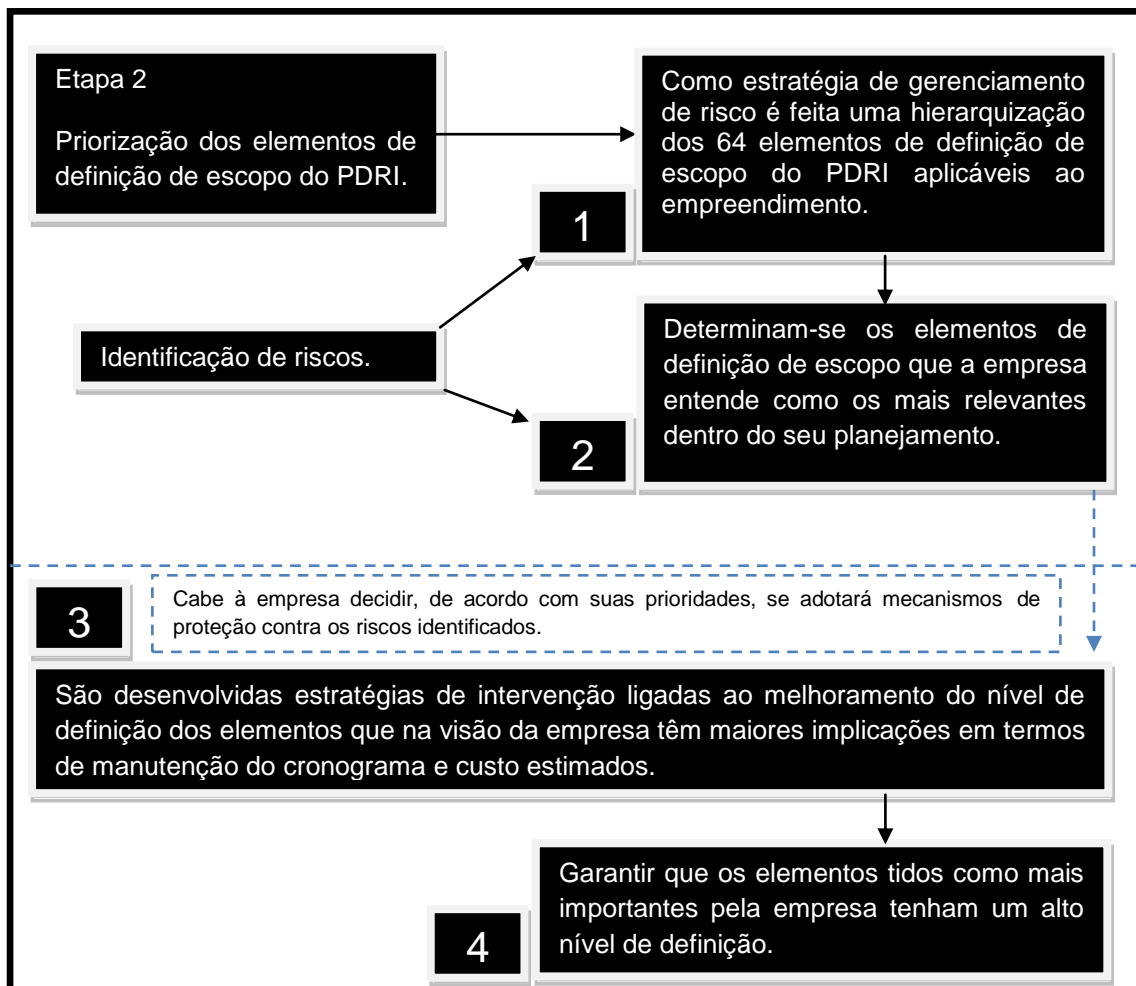 Etapa 2
Priorização dos elementos de
definição de escopo do PDRI.
Como estratégia de gerenciamento
de risco é feita uma hierarquização
dos 64 elementos de definição de
escopo do PDRI aplicáveis ao
empreendimento.
1
Identificação de riscos.
Determinam-se os elementos de
definição de escopo que a empresa
entende como os mais relevantes
dentro do seu planejamento.
2
3
Cabe à empresa decidir, de acordo com suas prioridades, se adotará mecanismos de
proteção contra os riscos identificados.
São desenvolvidas estratégias de intervenção ligadas ao melhoramento do nível de
definição dos elementos que na visão da empresa têm maiores implicações em termos
de manutenção do cronograma e custo estimados.
Garantir que os elementos tidos como mais
importantes pela empresa tenham um alto
nível de definição.
4